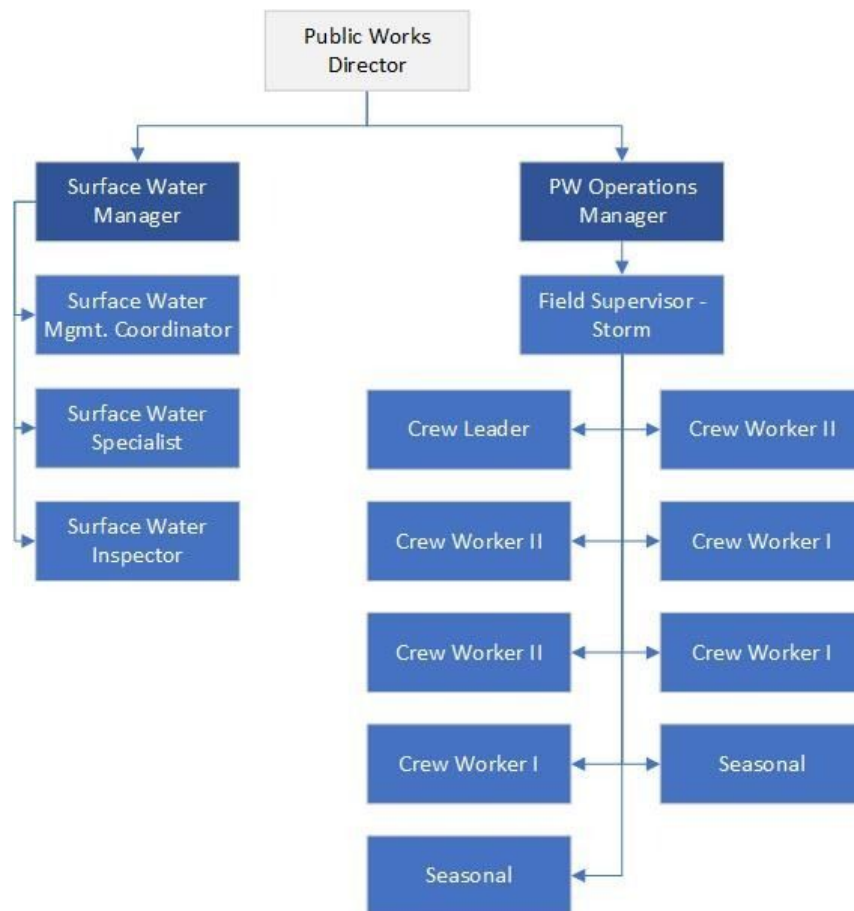 Public Works
Director
Surface Water
Manager
PW Operations
Manager
Surface Water
Mgmt. Coordinator
Field Supervisor -
Storm
Surface Water
Specialist
Crew Leader
Crew Worker II
Surface Water
Inspector
Crew Worker II
Crew Worker I
Crew Worker II
Crew Worker I
Crew Worker I
Seasonal
Seasonal